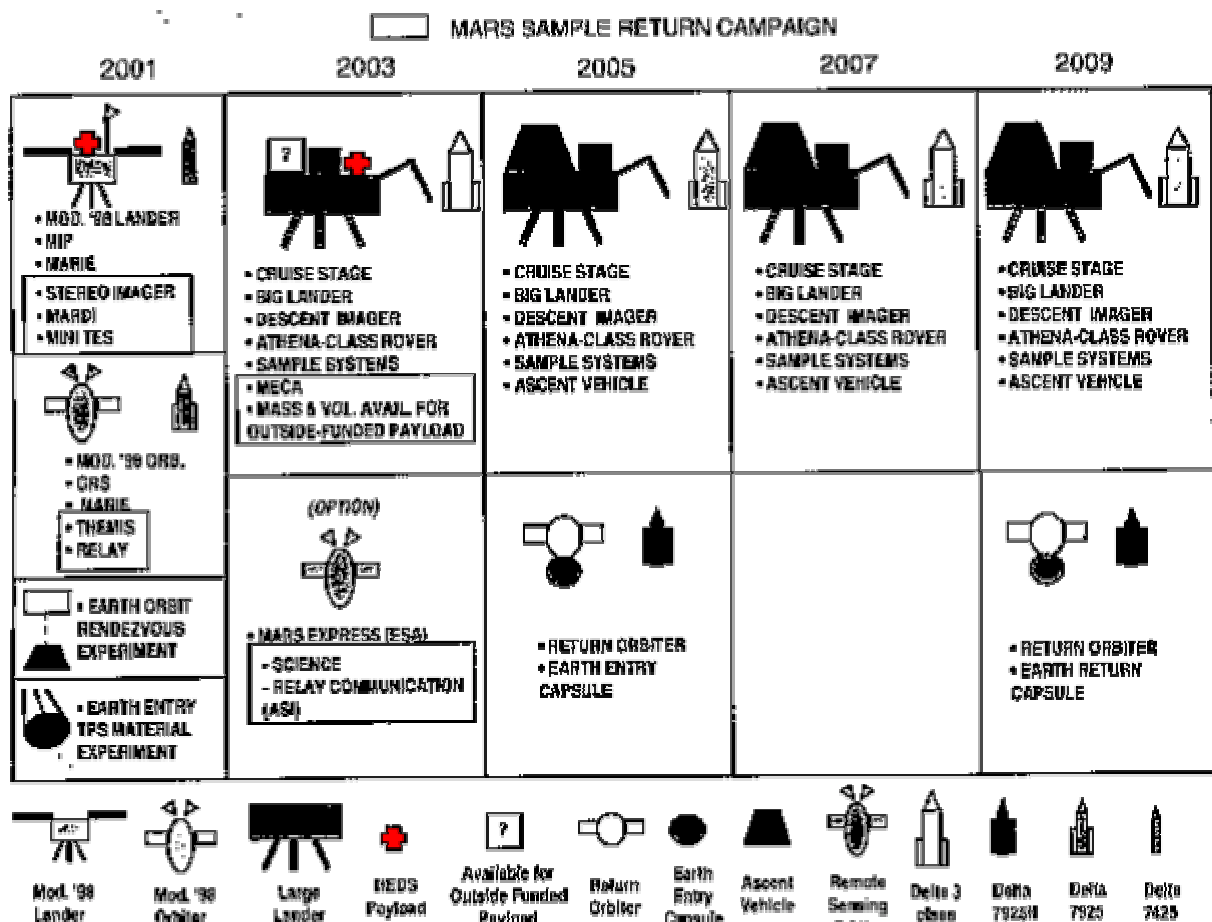 MARS SAMPLE RETURN CAMPAIGN
2001
2003
2005
2007
2009
• MOD. '98 LANDER
• MIP
• MARIE
• STEREO IMAGER
• MARDI
• MINI TES
?
• CRUISE STAGE
• BIG LANDER
• DESCENT IMAGER
• ATHENA-CLASS ROVER
• SAMPLE SYSTEMS
• MECA
• MASS & VOL. AVAIL. FOR
OUTSIDE-FUNDED PAYLOAD
• CRUISE STAGE
• BIG LANDER
• DESCENT IMAGER
• ATHENA-CLASS ROVER
• SAMPLE SYSTEMS
• ASCENT VEHICLE
• CRUISE STAGE
• BIG LANDER
• DESCENT IMAGER
• ATHENA-CLASS ROVER
• SAMPLE SYSTEMS
• ASCENT VEHICLE
• CRUISE STAGE
• BIG LANDER
• DESCENT IMAGER
• ATHENA-CLASS ROVER
• SAMPLE SYSTEMS
• ASCENT VEHICLE
• MOD. '98 ORB.
• GRS
• MARIE
• THEMIS
• RELAY
• EARTH ORBIT
RENDEZVOUS
EXPERIMENT
• EARTH ENTRY
TPS MATERIAL
EXPERIMENT
(OPTION)
• MARS EXPRESS (ESA)
- SCIENCE
- RELAY COMMUNICATION
(ASI)
• RETURN ORBITER
• EARTH ENTRY
CAPSULE
• RETURN ORBITER
• EARTH RETURN
CAPSULE
Mod. '98
Lander
Mod. '98
Orbiter
Large
Lander
HEDS
Payload
?
Available for
Outside Funded
Payload
Return
Orbiter
Earth
Entry
Capsule
Ascent
Vehicle
Remote
Sensing
Delta 3
class
Delta
7925H
Delta
7925
Delta
7425